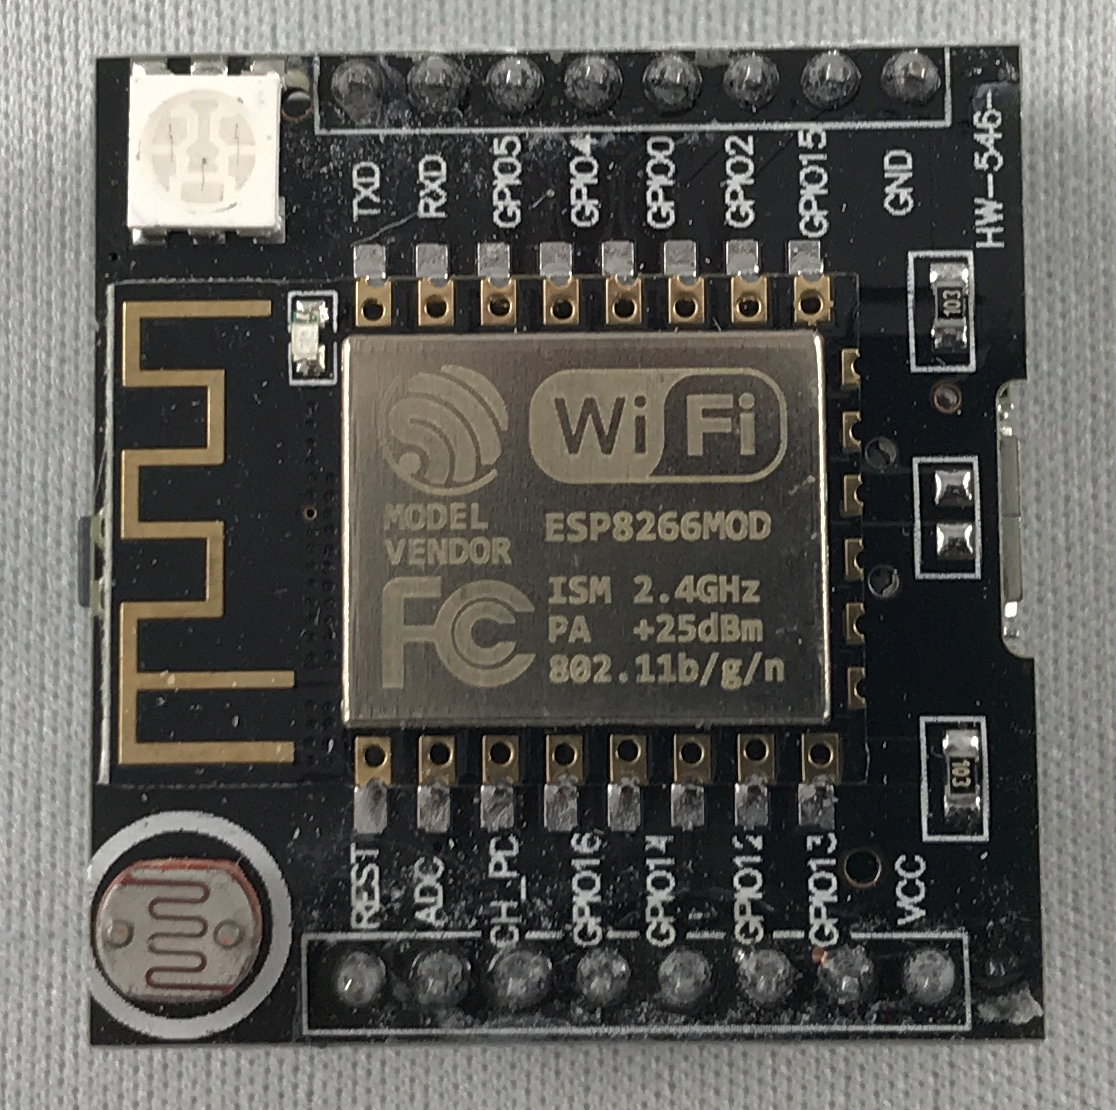 TXD
RXD
GPIO5
GPIO4
GPIO0
GPIO2
GPIO15
GND
HW-546-
103
WiFi
MODEL
VENDOR
ESP8266MOD
FC
ISM 2.4GHz
PA +25dBm
802.11b/g/n
103
REST
ADC
CH_PD
GPIO16
GPIO14
GPIO12
GPIO13
VCC